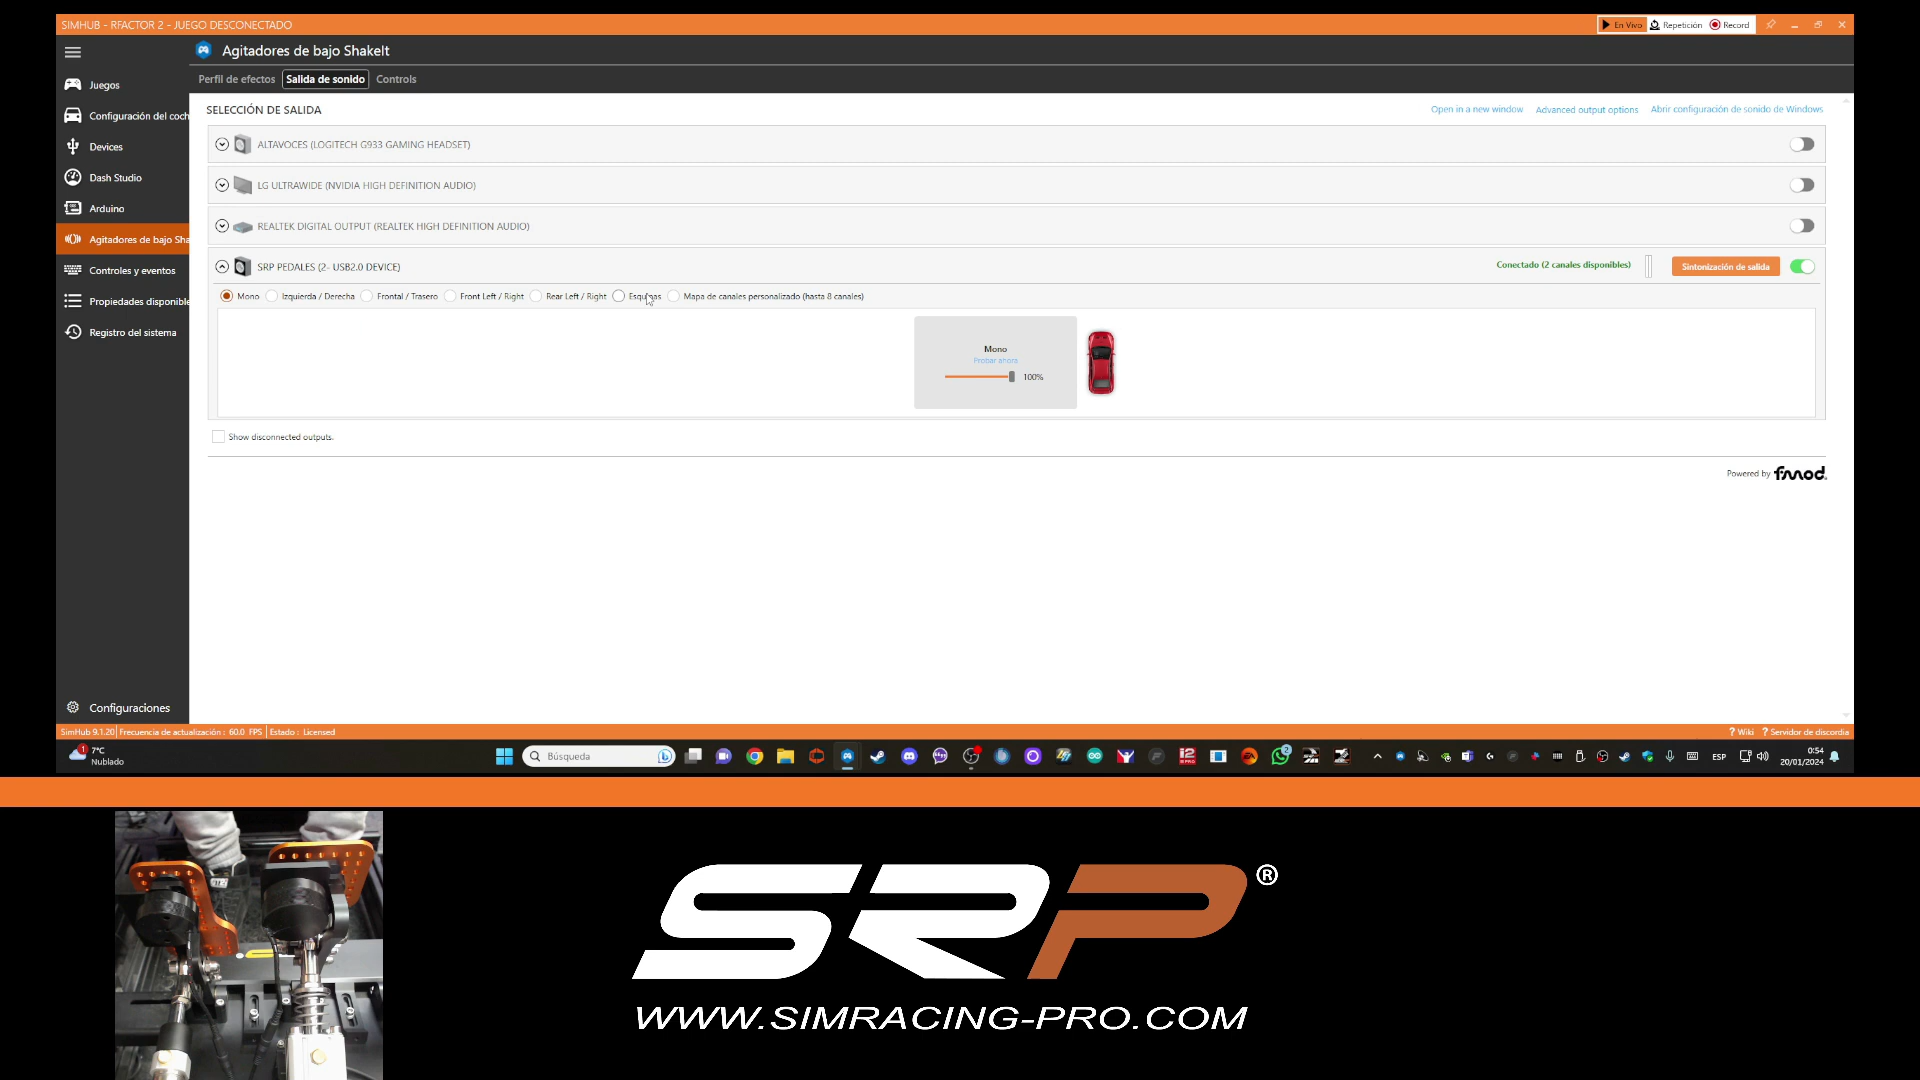 SIMHUB - RFACTOR 2 - JUEGO DESCONECTADO
En Vivo
Repetición
Record
Agitadores de bajo ShakeIt
Perfil de efectos
Salida de sonido
Controls
Juegos
Configuración del coch
Devices
Dash Studio
Arduino
Agitadores de bajo Sha
Controles y eventos
Propiedades disponible
Registro del sistema
Configuraciones
SELECCIÓN DE SALIDA
Open in a new window
Advanced output options
Abrir configuración de sonido de Windows
ALTAVOCES (LOGITECH G933 GAMING HEADSET)
LG ULTRAWIDE (NVIDIA HIGH DEFINITION AUDIO)
REALTEK DIGITAL OUTPUT (REALTEK HIGH DEFINITION AUDIO)
SRP PEDALES (2- USB2.0 DEVICE)
Conectado (2 canales disponibles)
Sintonización de salida
Mono
Izquierda / Derecha
Frontal / Trasero
Front Left / Right
Rear Left / Right
Esquinas
Mapa de canales personalizado (hasta 8 canales)
Mono
Probar ahora
100%
Show disconnected outputs.
Powered by fmod.
SimHub 9.1.20
Frecuencia de actualización : 60.0 FPS
Estado : Licensed
? Wiki
? Servidor de discordia
1
7°C
Nublado
Búsqueda
2
ESP
0:54
20/01/2024
SRP®
WWW.SIMRACING-PRO.COM